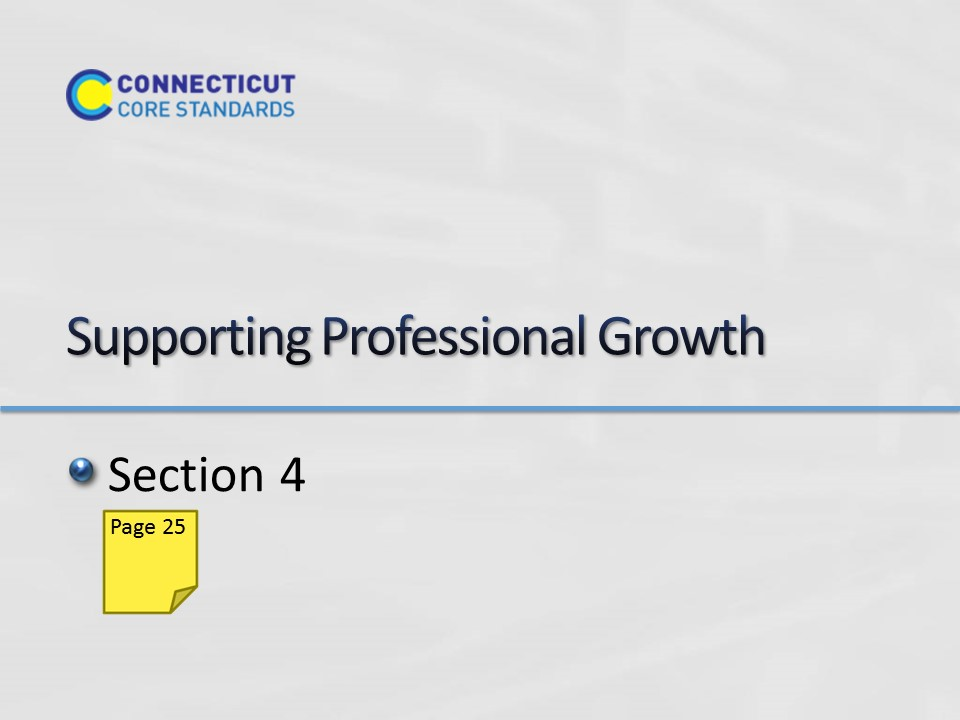 CONNECTICUT
CORE STANDARDS
Supporting Professional Growth
Section 4
Page 25